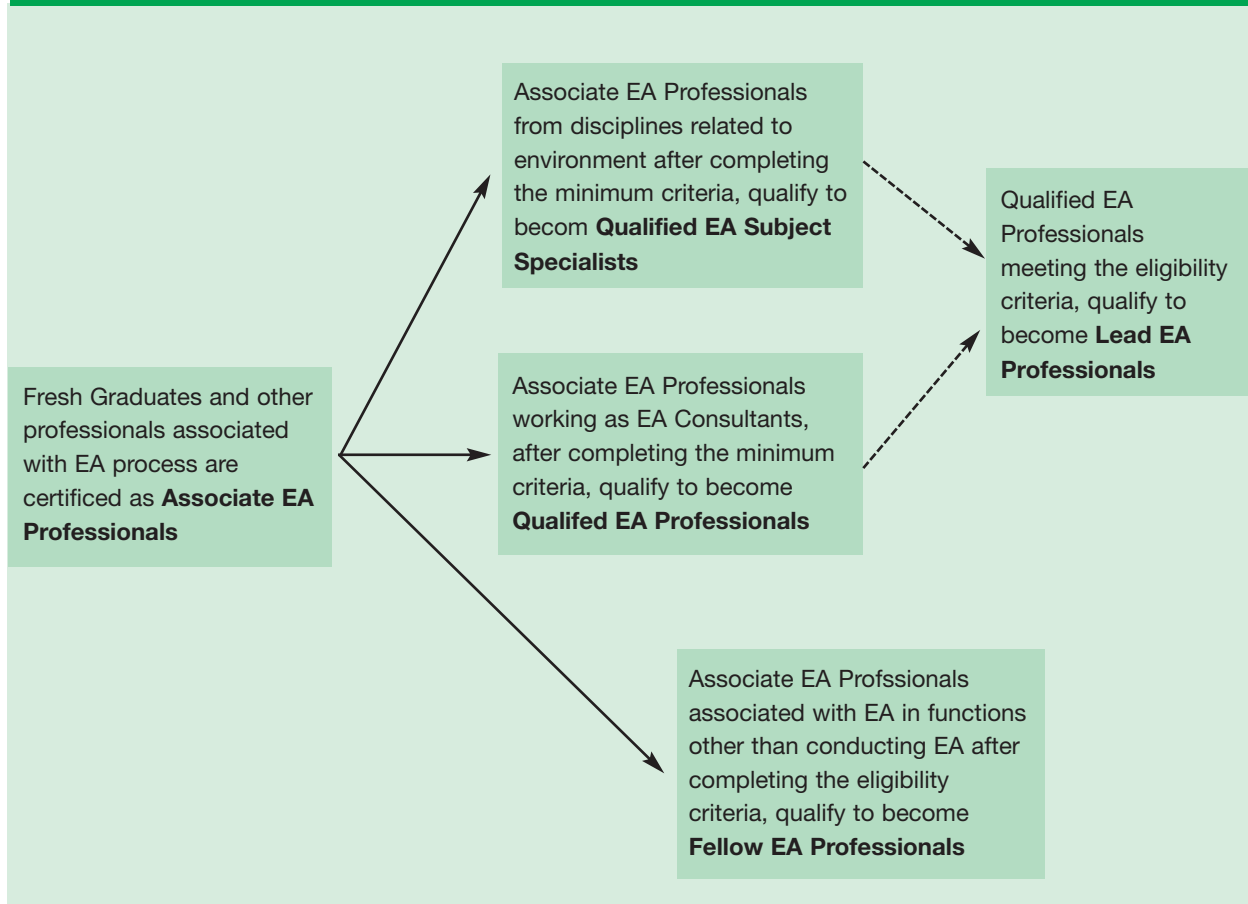 Fresh Graduates and other
professionals associated
with EA process are
certificed as Associate EA
Professionals
Associate EA Professionals
from disciplines related to
environment after completing
the minimum criteria, qualify to
becom Qualified EA Subject
Specialists
Associate EA Professionals
working as EA Consultants,
after completing the minimum
criteria, qualify to become
Qualifed EA Professionals
Associate EA Profssionals
associated with EA in functions
other than conducting EA after
completing the eligibility
criteria, qualify to become
Fellow EA Professionals
Qualified EA
Professionals
meeting the eligibility
criteria, qualify to
become Lead EA
Professionals